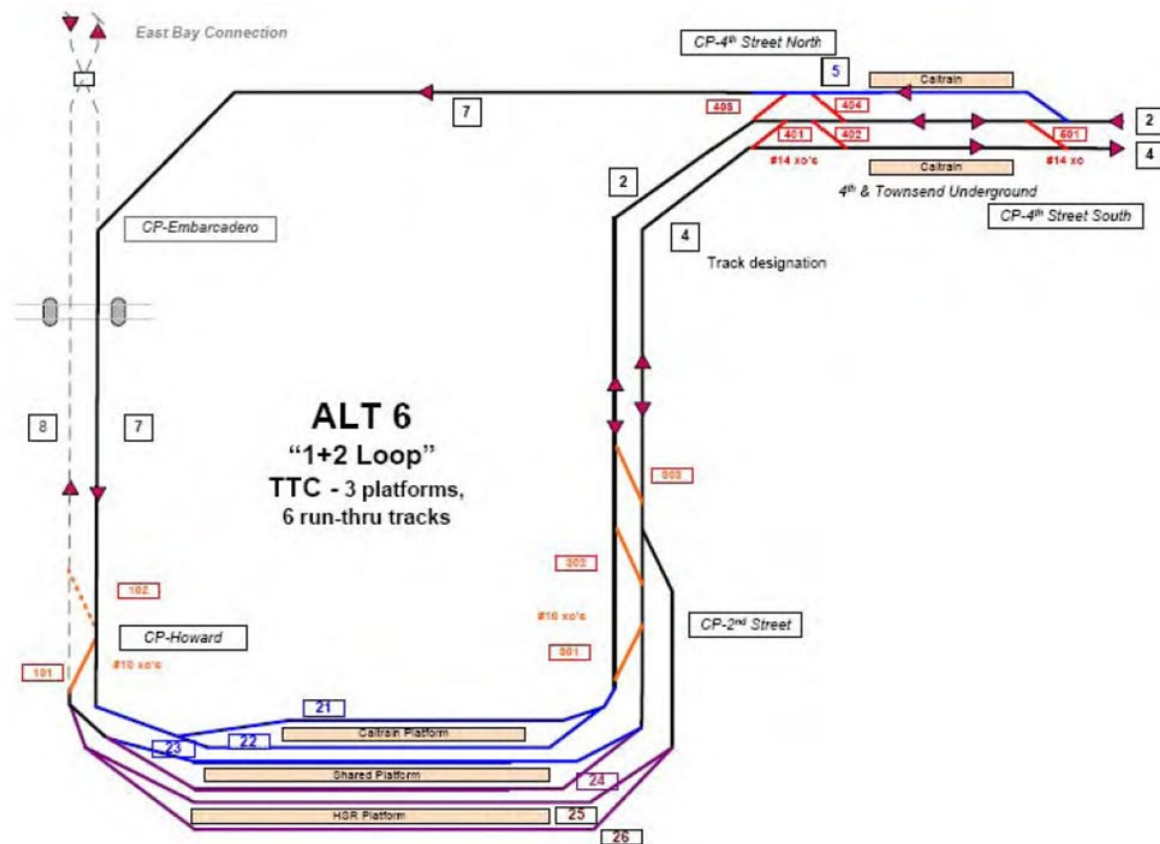 East Bay Connection
CP-4th Street North
5
Caltrain
7
403
404
2
401
402
601
#14 xo's
#14 xo
4
Caltrain
4th & Townsend Underground
2
CP-4th Street South
CP-Embarcadero
4
Track designation
ALT 6
"1+2 Loop"
TTC - 3 platforms,
6 run-thru tracks
8
7
302
#10 xo's
102
CP-Howard
CP-2nd Street
101
#10 xo's
301
21
Caltrain Platform
23
22
Shared Platform
24
HSR Platform
25
26